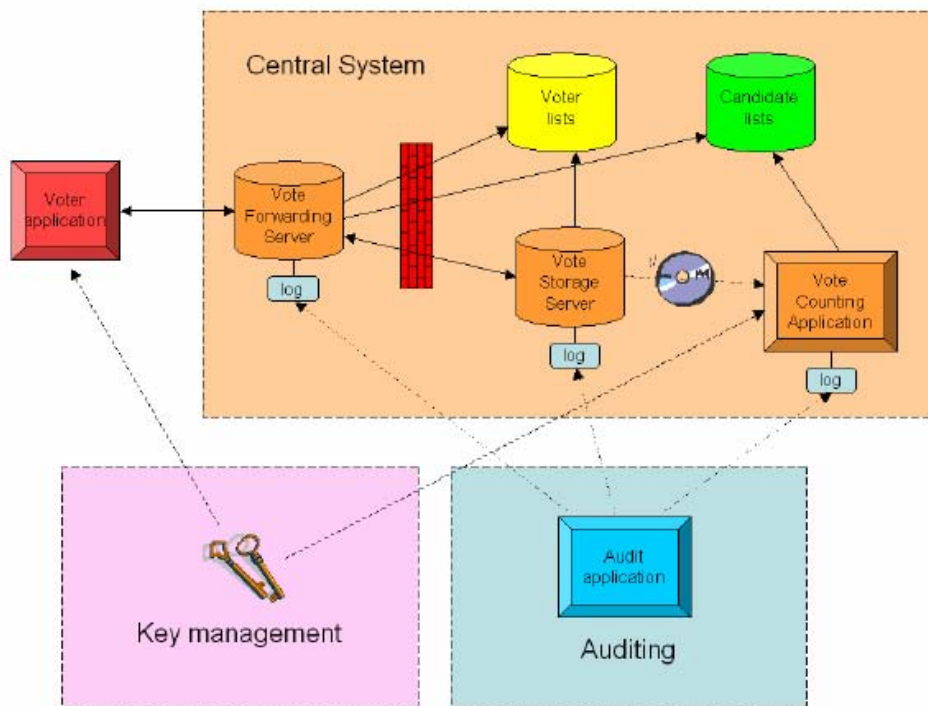 Central System
Voter
lists
Candidate
lists
Voter
application
Vote
Forwarding
Server
Vote
Storage
Server
Vote
Counting
Application
log
log
log
Key management
Audit
application
Auditing